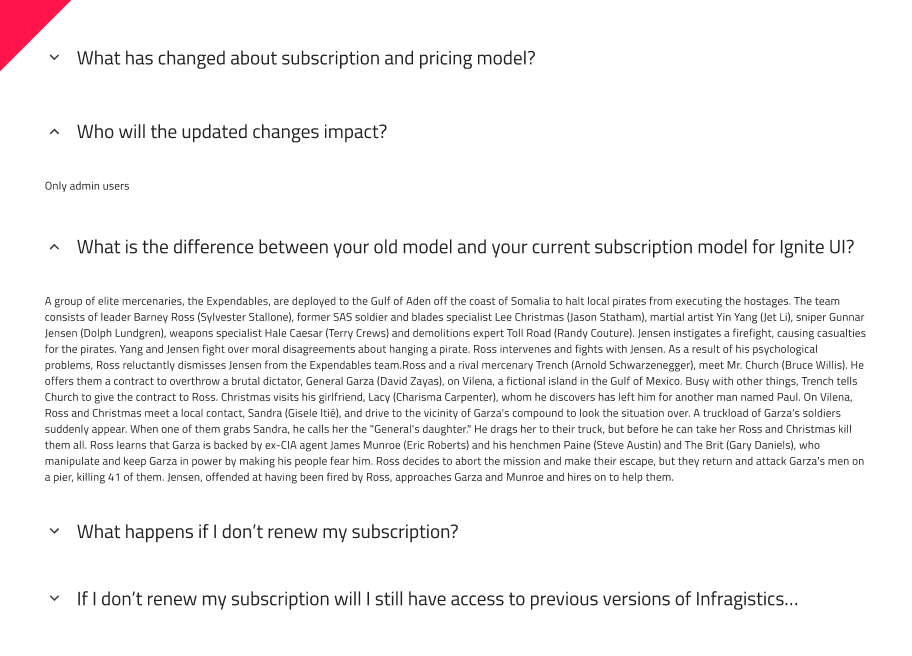 What has changed about subscription and pricing model?
Who will the updated changes impact?
Only admin users
What is the difference between your old model and your current subscription model for Ignite UI?
A group of elite mercenaries, the Expendables, are deployed to the Gulf of Aden off the coast of Somalia to halt local pirates from executing the hostages. The team
consists of leader Barney Ross (Sylvester Stallone), former SAS soldier and blades specialist Lee Christmas (Jason Statham), martial artist Yin Yang (Jet Li), sniper Gunnar
Jensen (Dolph Lundgren), weapons specialist Hale Caesar (Terry Crews) and demolitions expert Toll Road (Randy Couture). Jensen instigates a firefight, causing casualties
for the pirates. Yang and Jensen fight over moral disagreements about hanging a pirate. Ross intervenes and fights with Jensen. As a result of his psychological
problems, Ross reluctantly dismisses Jensen from the Expendables team.Ross and a rival mercenary Trench (Arnold Schwarzenegger), meet Mr. Church (Bruce Willis). He
offers them a contract to overthrow a brutal dictator, General Garza (David Zayas), on Vilena, a fictional island in the Gulf of Mexico. Busy with other things, Trench tells
Church to give the contract to Ross. Christmas visits his girlfriend, Lacy (Charisma Carpenter), whom he discovers has left him for another man named Paul. On Vilena,
Ross and Christmas meet a local contact, Sandra (Gisele Itié), and drive to the vicinity of Garza's compound to look the situation over. A truckload of Garza's soldiers
suddenly appear. When one of them grabs Sandra, he calls her the "General's daughter." He drags her to their truck, but before he can take her Ross and Christmas kill
them all. Ross learns that Garza is backed by ex-CIA agent James Munroe (Eric Roberts) and his henchmen Paine (Steve Austin) and The Brit (Gary Daniels), who
manipulate and keep Garza in power by making his people fear him. Ross decides to abort the mission and make their escape, but they return and attack Garza's men on
a pier, killing 41 of them. Jensen, offended at having been fired by Ross, approaches Garza and Munroe and hires on to help them.
What happens if I don’t renew my subscription?
If I don’t renew my subscription will I still have access to previous versions of Infragistics…